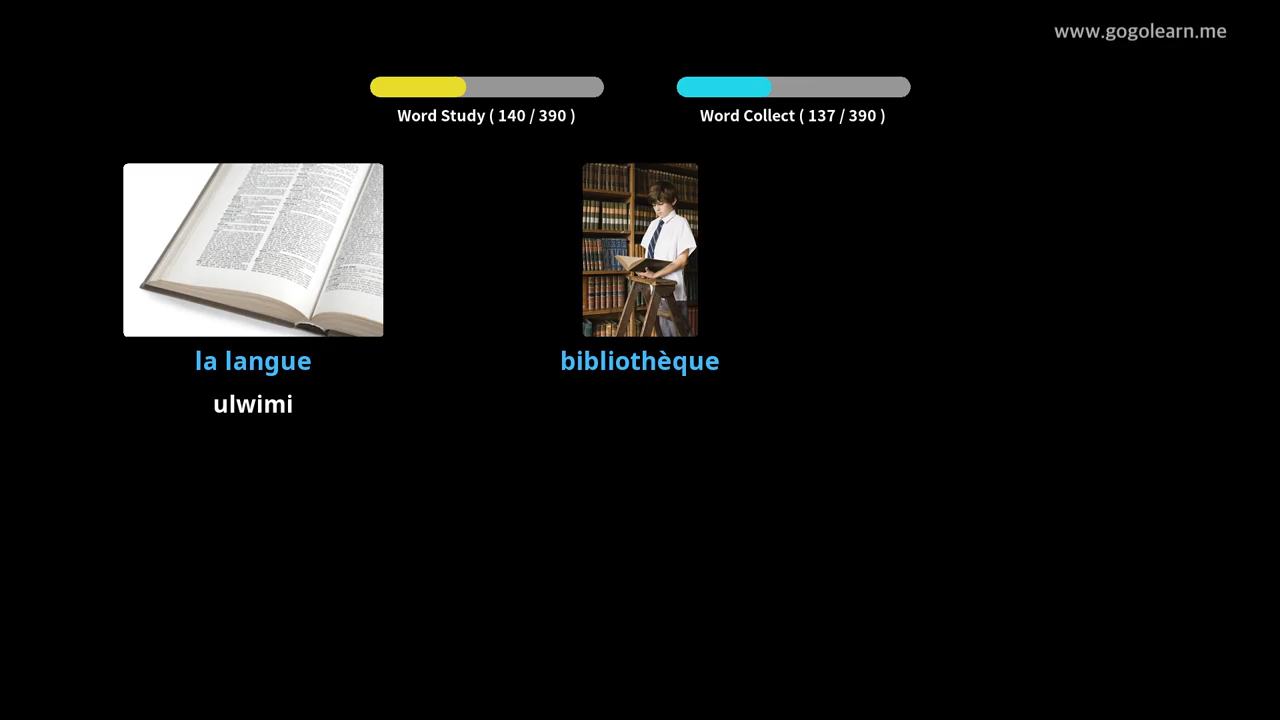 www.gogolearn.me
Word Study ( 140 / 390 )
Word Collect ( 137 / 390 )
la langue
ulwimi
bibliothèque